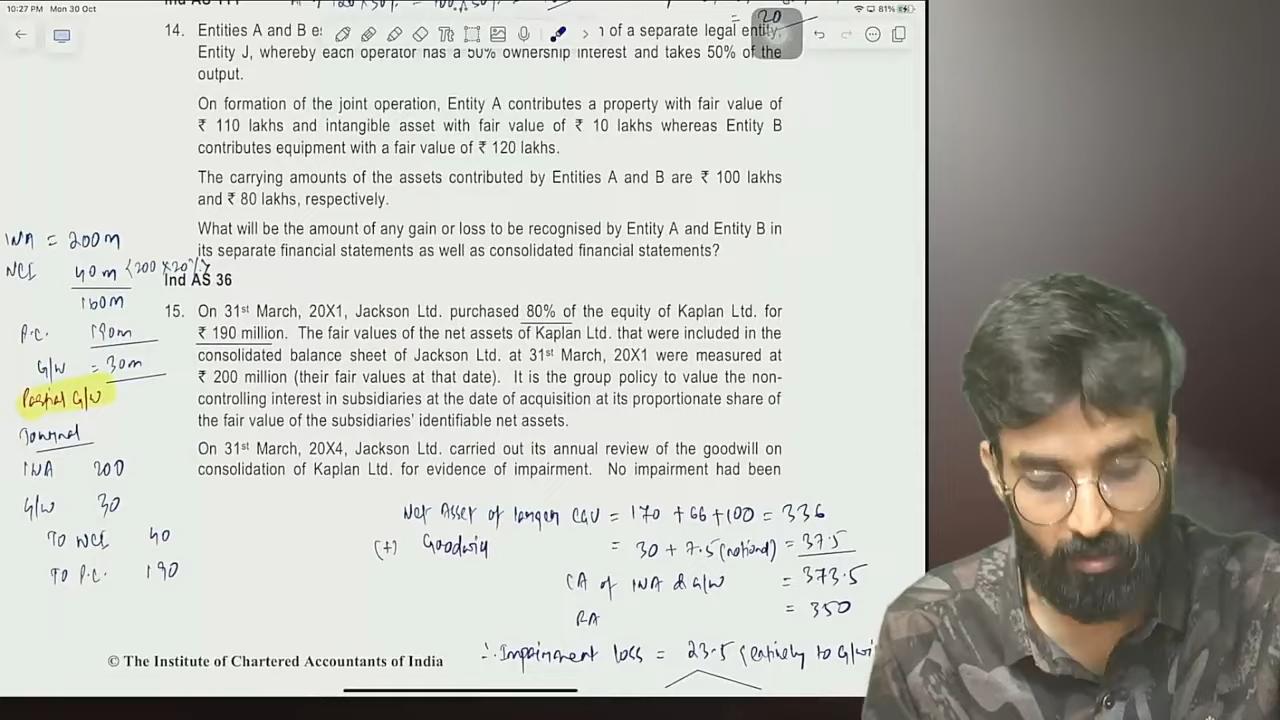 10:27 PM Mon 30 Oct
81%
= 20
14. Entities A and B es n of a separate legal entity,
Entity J, whereby each operator has a 50% ownership interest and takes 50% of the
output.
On formation of the joint operation, Entity A contributes a property with fair value of
₹ 110 lakhs and intangible asset with fair value of ₹ 10 lakhs whereas Entity B
contributes equipment with a fair value of ₹ 120 lakhs.
The carrying amounts of the assets contributed by Entities A and B are ₹ 100 lakhs
and ₹ 80 lakhs, respectively.
What will be the amount of any gain or loss to be recognised by Entity A and Entity B in
its separate financial statements as well as consolidated financial statements?
Ind AS 36
15. On 31st March, 20X1, Jackson Ltd. purchased 80% of the equity of Kaplan Ltd. for
₹ 190 million. The fair values of the net assets of Kaplan Ltd. that were included in the
consolidated balance sheet of Jackson Ltd. at 31st March, 20X1 were measured at
₹ 200 million (their fair values at that date). It is the group policy to value the non-
controlling interest in subsidiaries at the date of acquisition at its proportionate share of
the fair value of the subsidiaries' identifiable net assets.
On 31st March, 20X4, Jackson Ltd. carried out its annual review of the goodwill on
consolidation of Kaplan Ltd. for evidence of impairment. No impairment had been
INA = 200m
NCI 40m {200 × 20%}
160m
P.C. 190m
G/W = 30m
Partial G/W
Journal
INA 200
G/W 30
To NCI 40
To P.C. 190
Net Asset of larger CGU = 170 + 66 + 100 = 336
(+) Goodwill = 30 + 7.5 (notional) = 37.5
CA of INA & G/W = 373.5
RA = 350
∴ Impairment loss = 23.5 (entirely to G/wi
© The Institute of Chartered Accountants of India